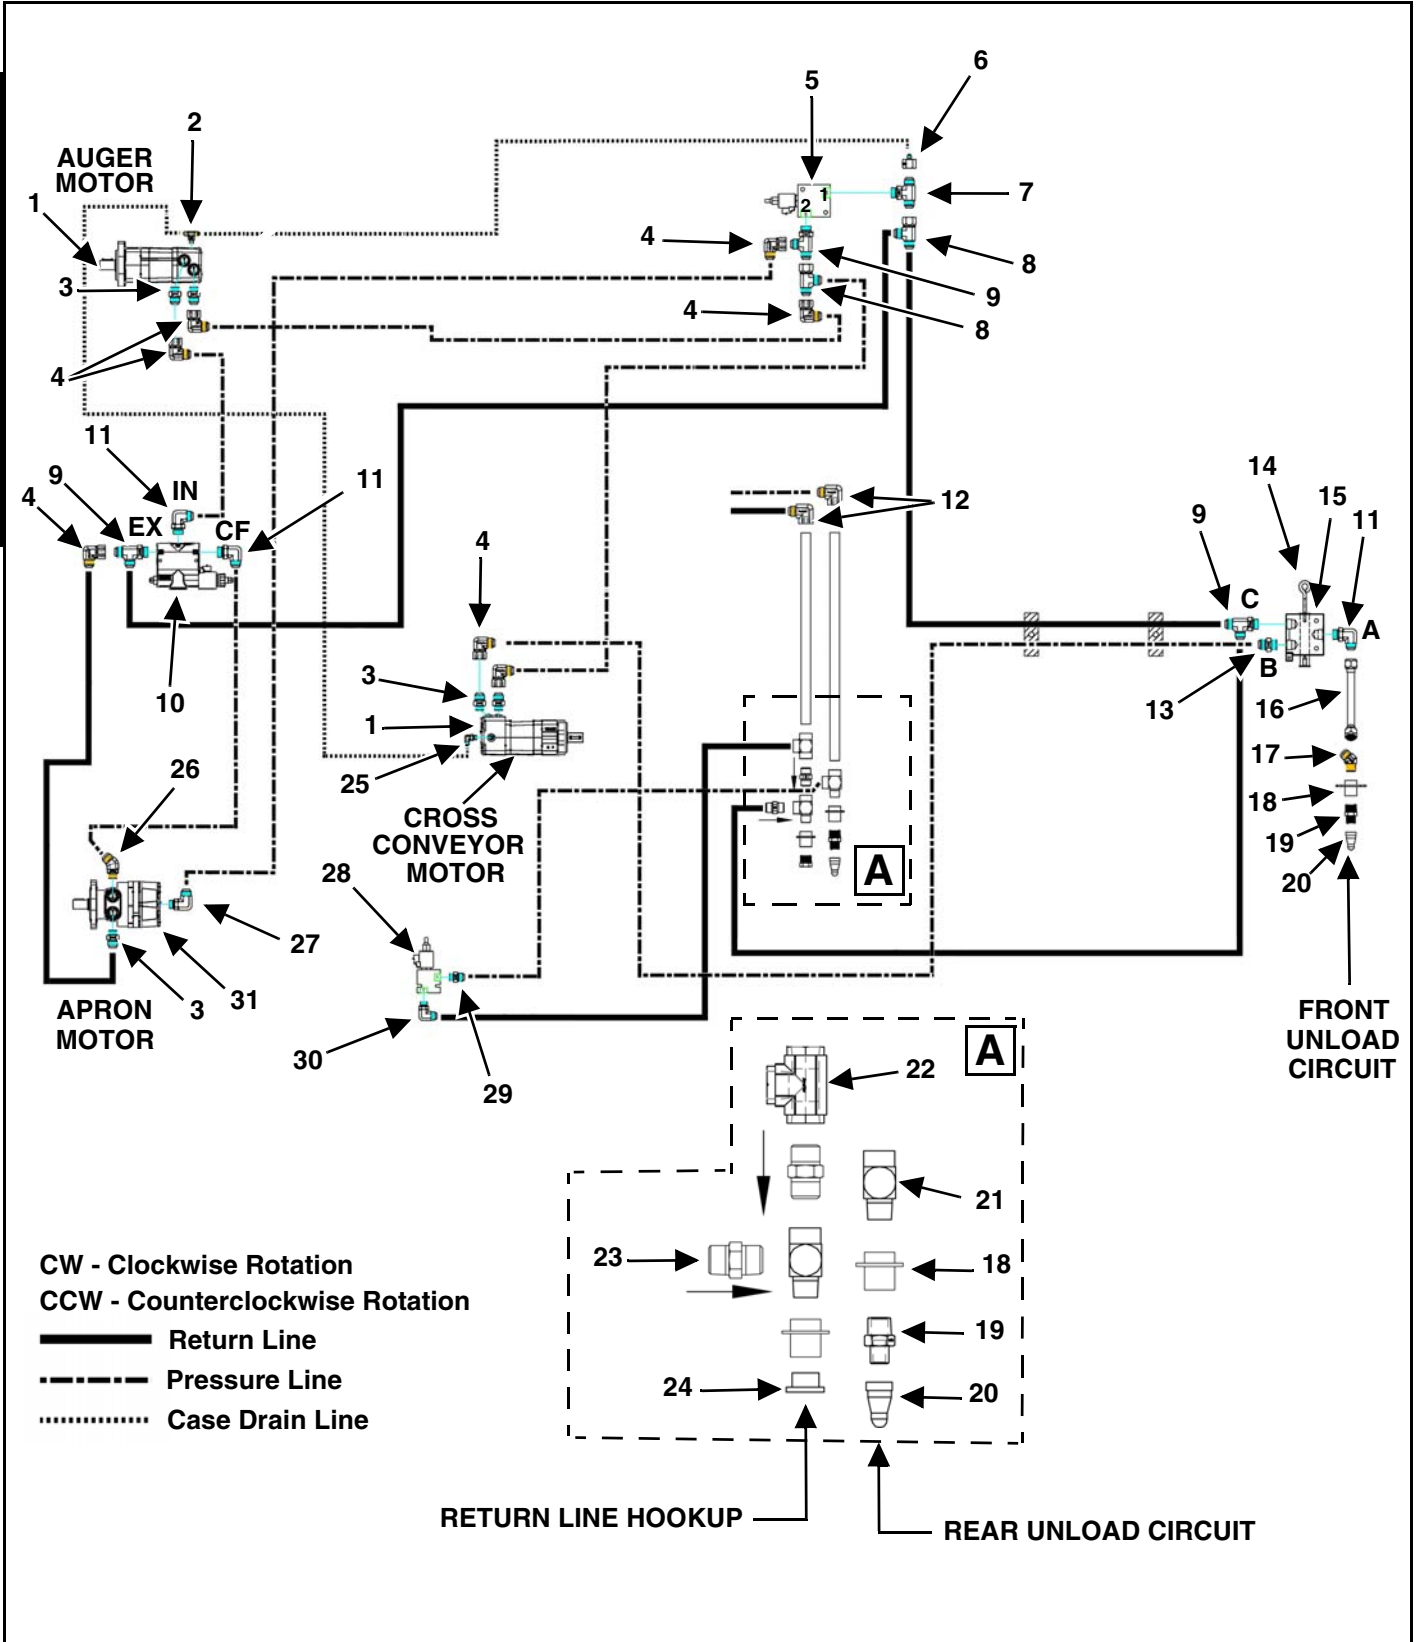 6
5
2
AUGER
MOTOR
1
1
2
7
4
8
3
9
4
8
4
11
9
4
IN
11
EX
CF
12
14
15
9
11
4
C
A
B
3
10
13
16
1
17
26
25
18
CROSS
CONVEYOR
MOTOR
19
28
A
20
27
31
3
APRON
MOTOR
30
29
FRONT
UNLOAD
CIRCUIT
A
22
21
23
18
19
24
20
CW - Clockwise Rotation
CCW - Counterclockwise Rotation
Return Line
Pressure Line
Case Drain Line
RETURN LINE HOOKUP
REAR UNLOAD CIRCUIT